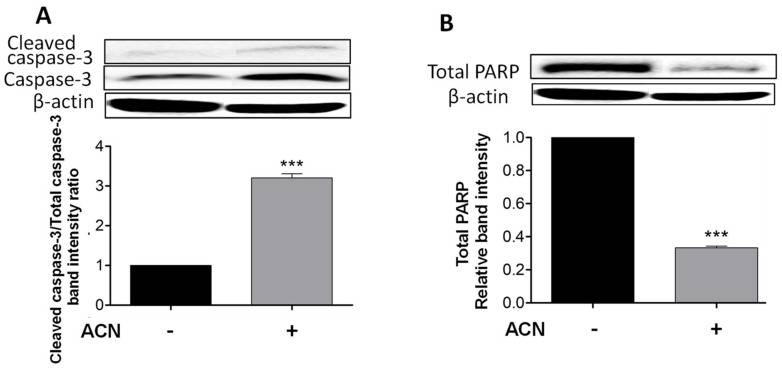 A
Cleaved
caspase-3
Caspase-3
β-actin
Cleaved caspase-3/Total caspase-3
band intensity ratio
4
3
2
1
0
***
ACN - +
B
Total PARP
β-actin
Total PARP
Relative band intensity
1.0
0.8
0.6
0.4
0.2
0.0
***
ACN - +